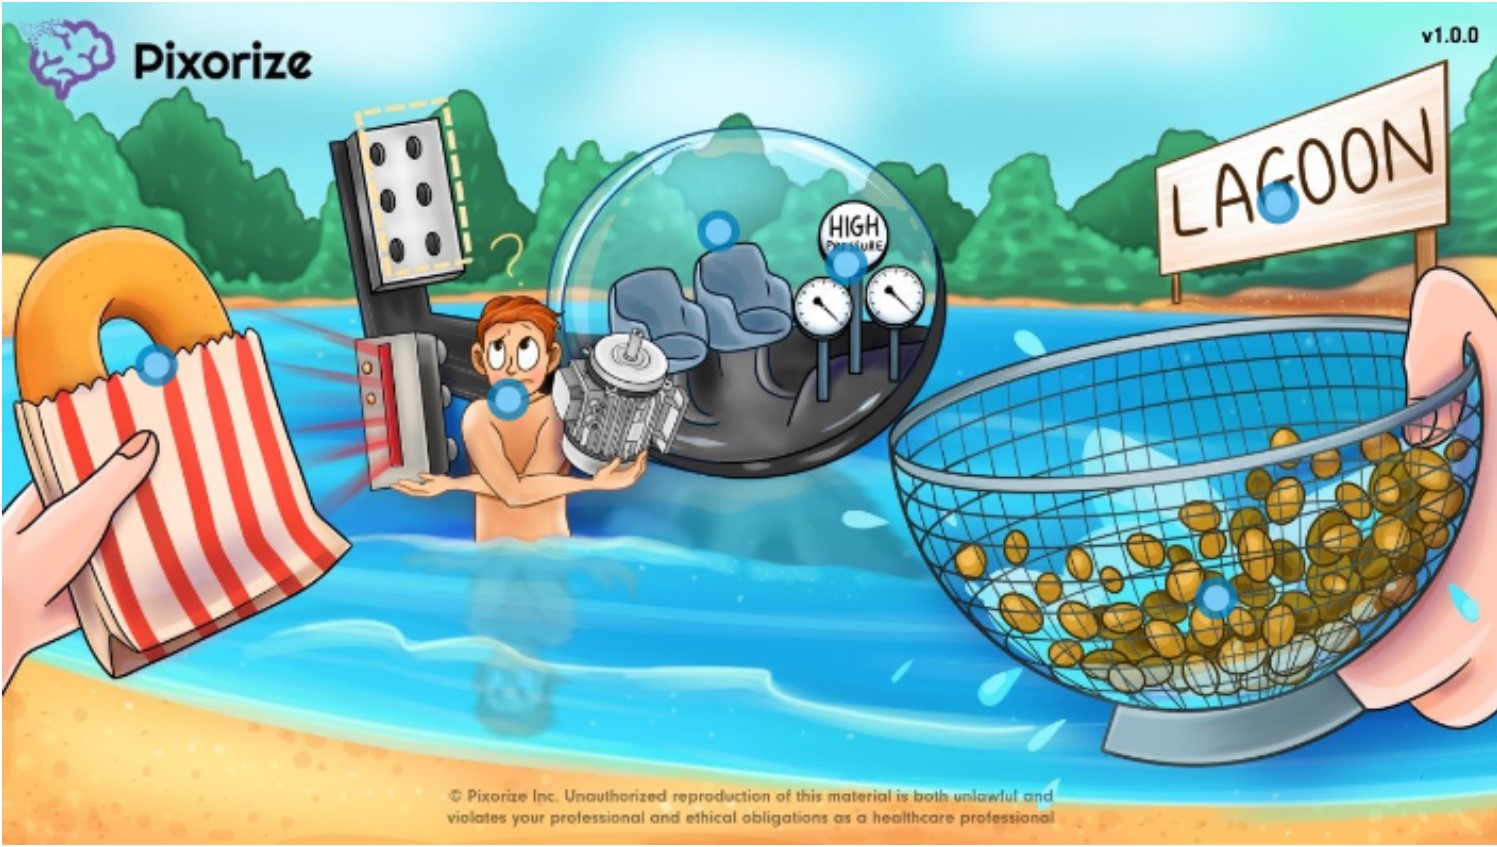 Pixorize
v1.0.0
LAGOON
HIGH
PRESSURE
© Pixorize Inc. Unauthorized reproduction of this material is both unlawful and
violates your professional and ethical obligations as a healthcare professional